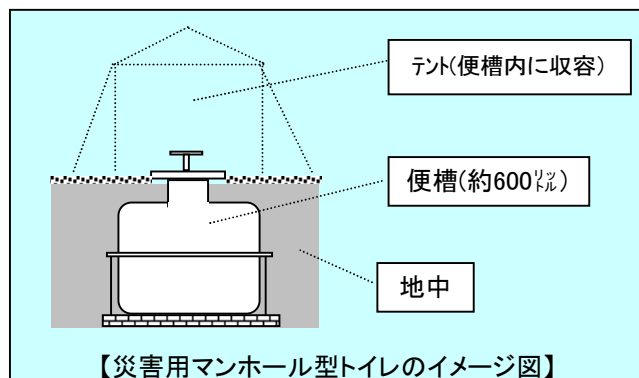 テント(便槽内に収容)
便槽(約600リットル)
地中
【災害用マンホール型トイレのイメージ図】